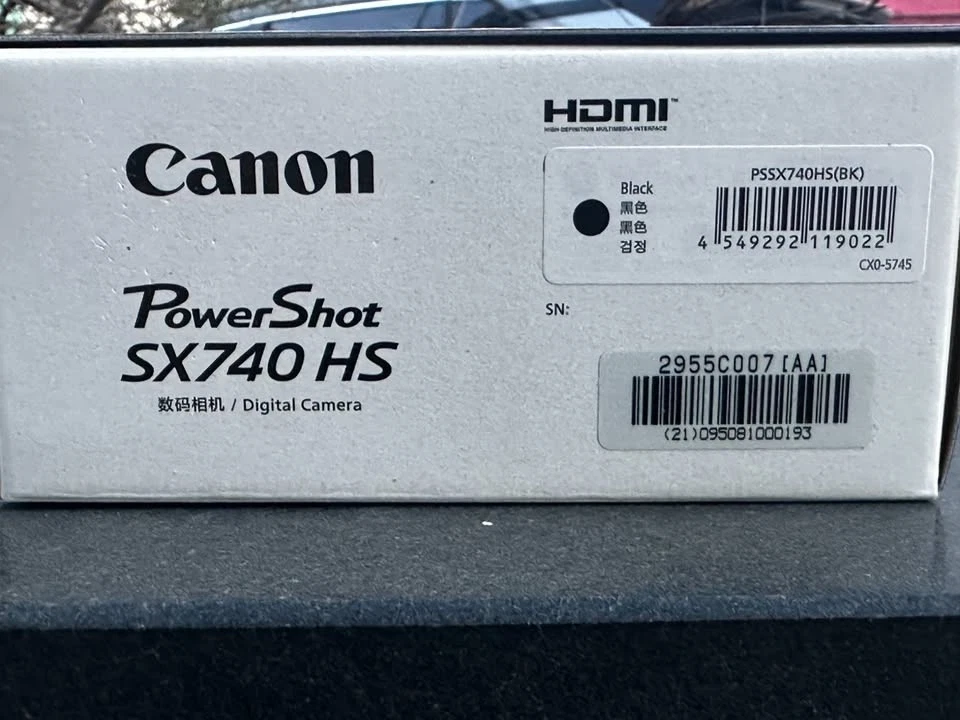 Canon
PowerShot
SX740 HS
数码相机 / Digital Camera
HDMI™
HIGH-DEFINITION MULTIMEDIA INTERFACE
Black
黑色
黑色
검정
PSSX740HS(BK)
4 549292 119022
CX0-5745
SN:
2955C007 [AA]
(21)095081000193